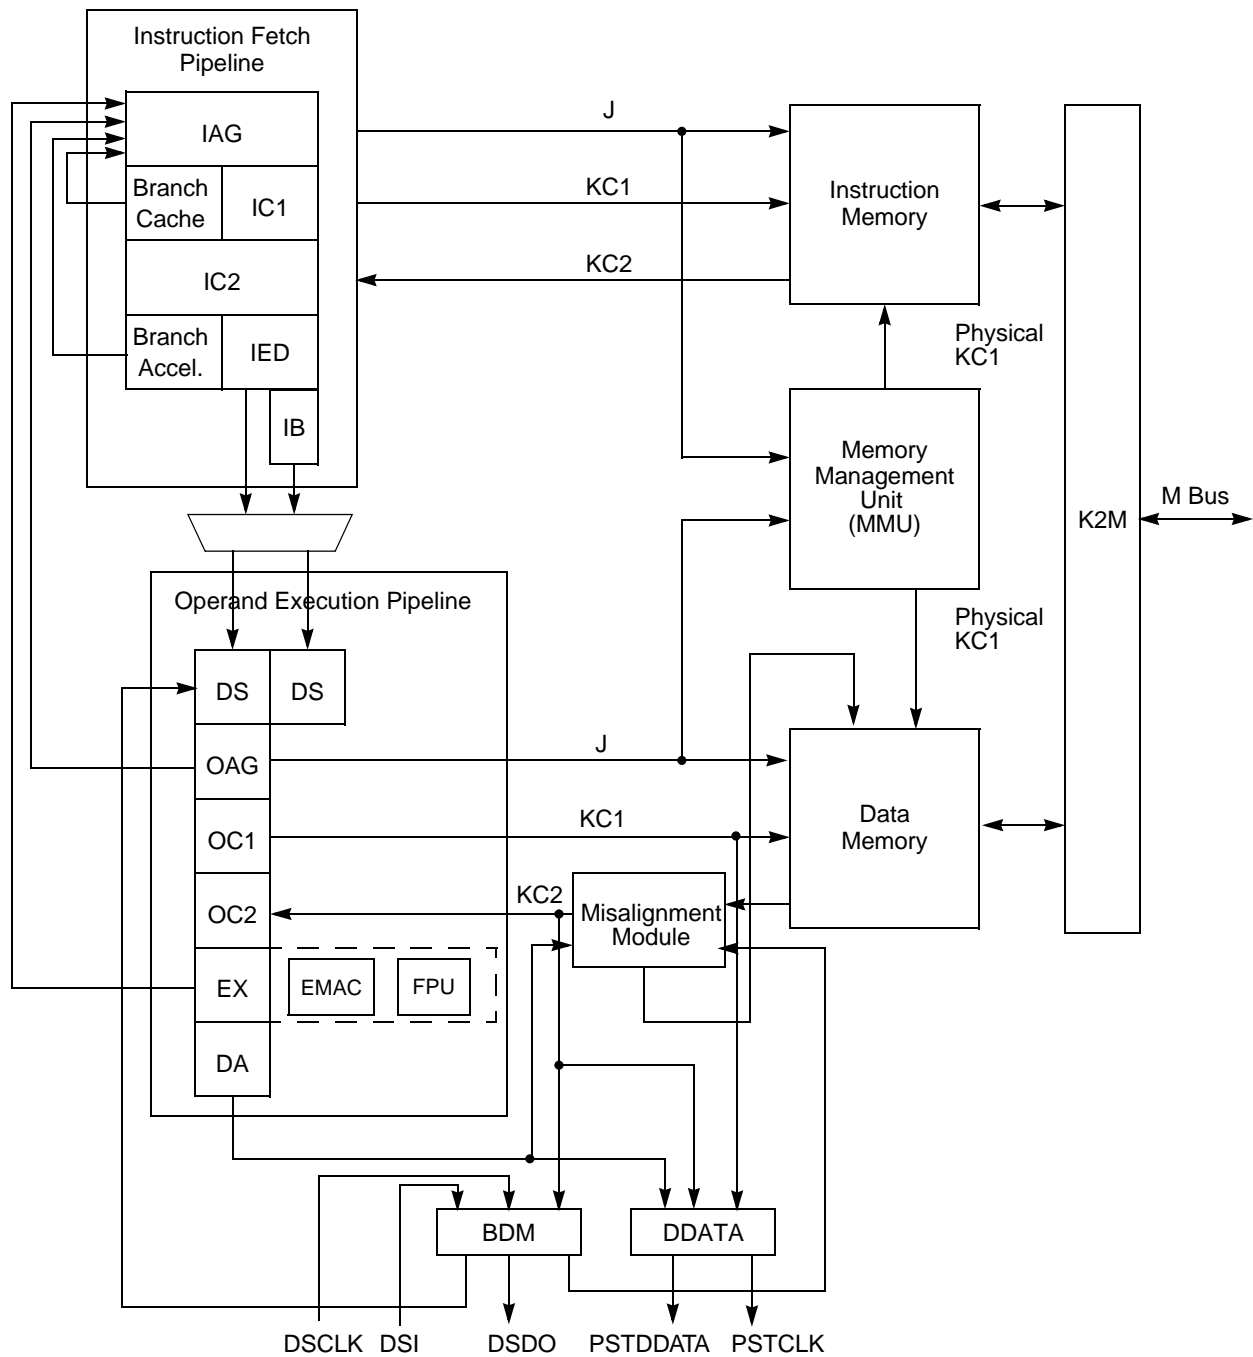 Instruction Fetch
Pipeline
IAG
J
Branch
Cache
IC1
KC1
Instruction
Memory
IC2
KC2
Branch
Accel.
IED
Physical
KC1
IB
Memory
Management
Unit
(MMU)
K2M
M Bus
Operand Execution Pipeline
Physical
KC1
DS
DS
OAG
J
OC1
KC1
Data
Memory
OC2
KC2
Misalignment
Module
EX
EMAC
FPU
DA
BDM
DDATA
DSCLK
DSI
DSDO
PSTDDATA
PSTCLK